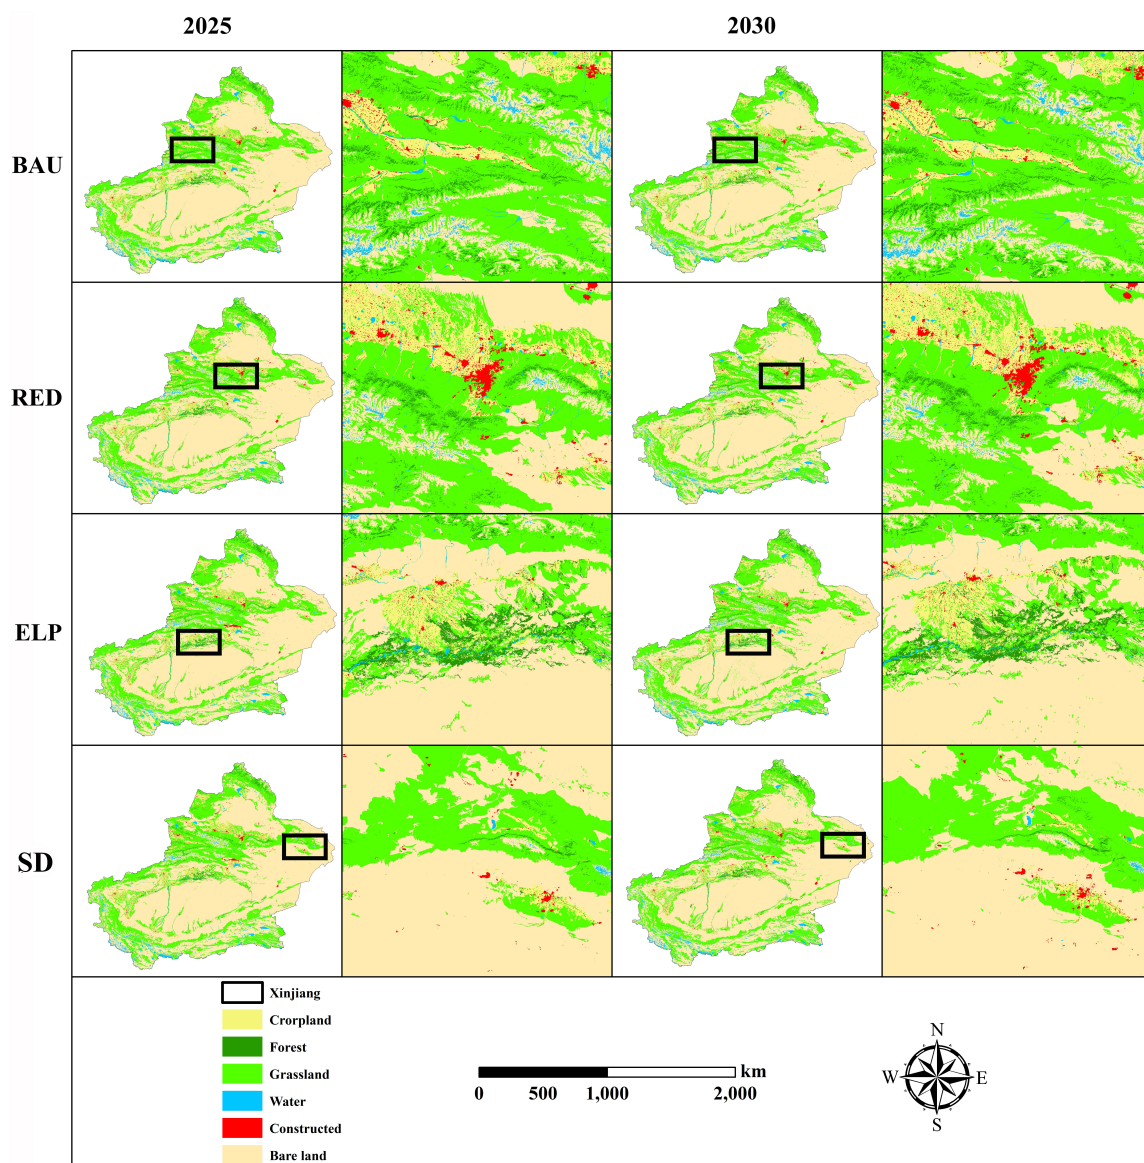 2025 2030
BAU
RED
ELP
SD
Xinjiang
Crorpland
Forest
Grassland
Water
Constructed
Bare land
km
0 500 1,000 2,000
N
W E
S